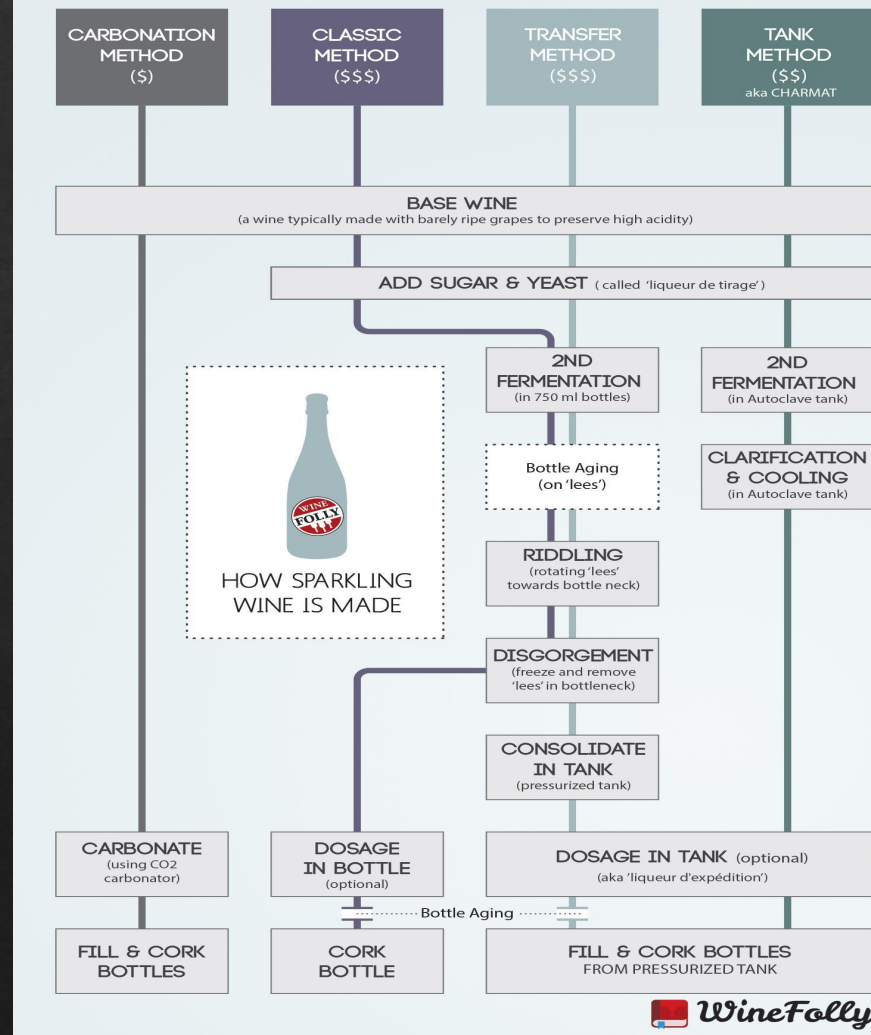 CARBONATION
METHOD
($)
CLASSIC
METHOD
($$$)
TRANSFER
METHOD
($$$)
TANK
METHOD
($$)
aka CHARMAT
BASE WINE
(a wine typically made with barely ripe grapes to preserve high acidity)
ADD SUGAR & YEAST ( called 'liqueur de tirage' )
2ND
FERMENTATION
(in 750 ml bottles)
2ND
FERMENTATION
(in Autoclave tank)
WINE
FOLLY
HOW SPARKLING
WINE IS MADE
Bottle Aging
(on 'lees')
CLARIFICATION
& COOLING
(in Autoclave tank)
RIDDLING
(rotating 'lees'
towards bottle neck)
DISGORGEMENT
(freeze and remove
'lees' in bottleneck)
CONSOLIDATE
IN TANK
(pressurized tank)
CARBONATE
(using CO2
carbonator)
DOSAGE
IN BOTTLE
(optional)
DOSAGE IN TANK (optional)
(aka 'liqueur d'expédition')
Bottle Aging
FILL & CORK
BOTTLES
CORK
BOTTLE
FILL & CORK BOTTLES
FROM PRESSURIZED TANK
WineFolly